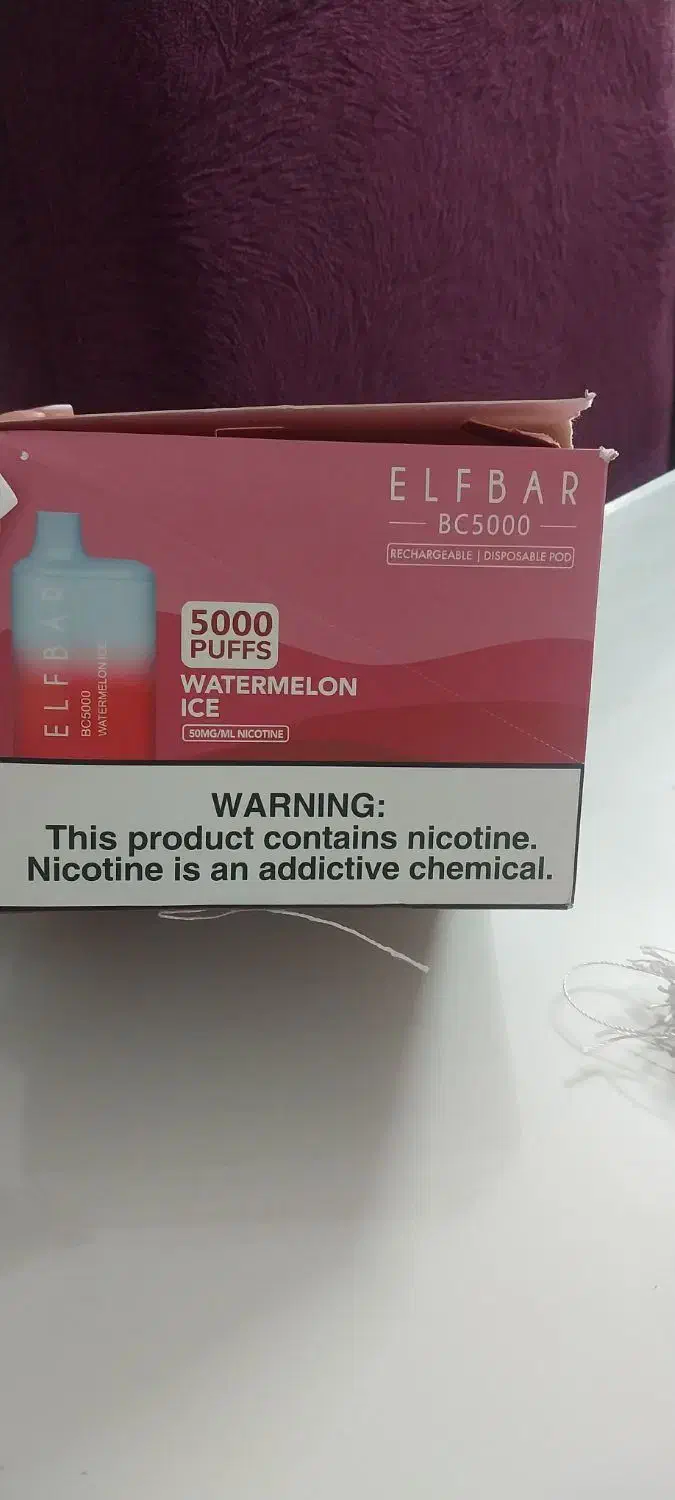 ELFBAR
BC5000
RECHARGEABLE | DISPOSABLE POD
ELFBAR
BC5000
WATERMELON ICE
5000
PUFFS
WATERMELON
ICE
50MG/ML NICOTINE
WARNING:
This product contains nicotine.
Nicotine is an addictive chemical.